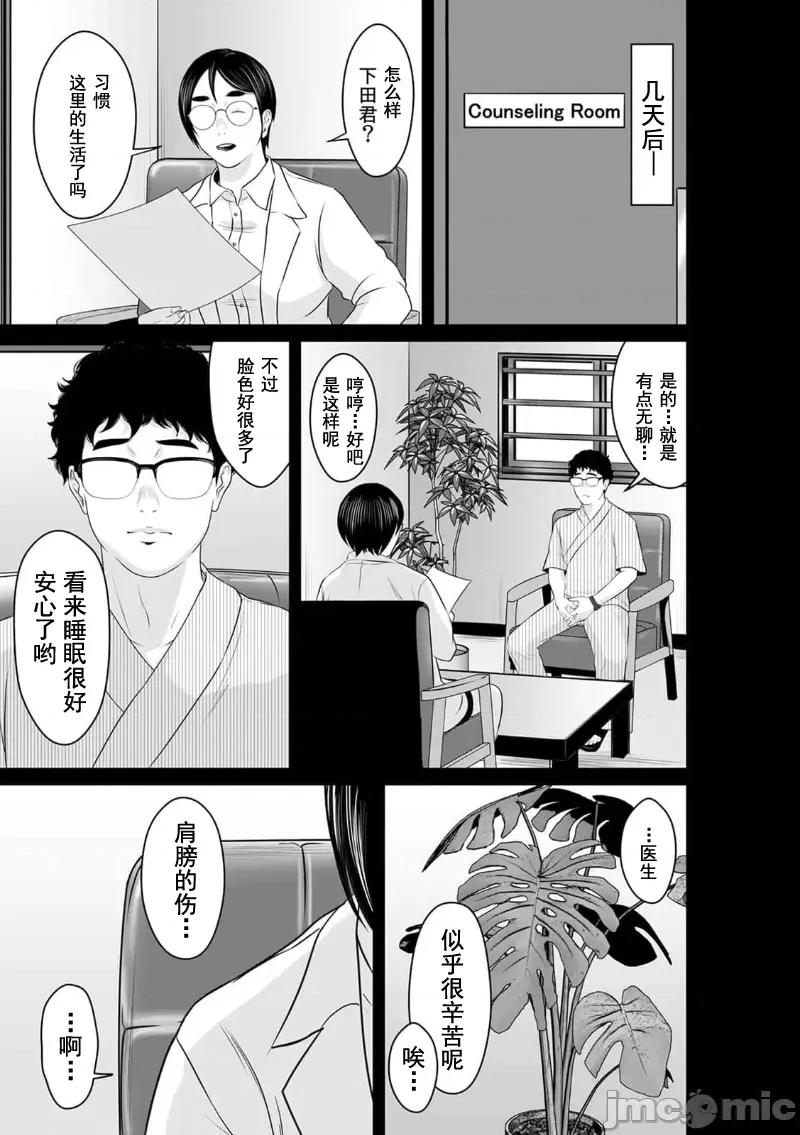 几天后—
Counseling Room
怎么样
下田君？
习惯
这里的生活了吗
是的…就是
有点无聊…
哼哼…好吧
是这样呢
不过
脸色好很多了
看来睡眠很好
安心了哟
…医生
似乎很辛苦呢
唉…
肩膀的伤…
…啊…
jmcomic